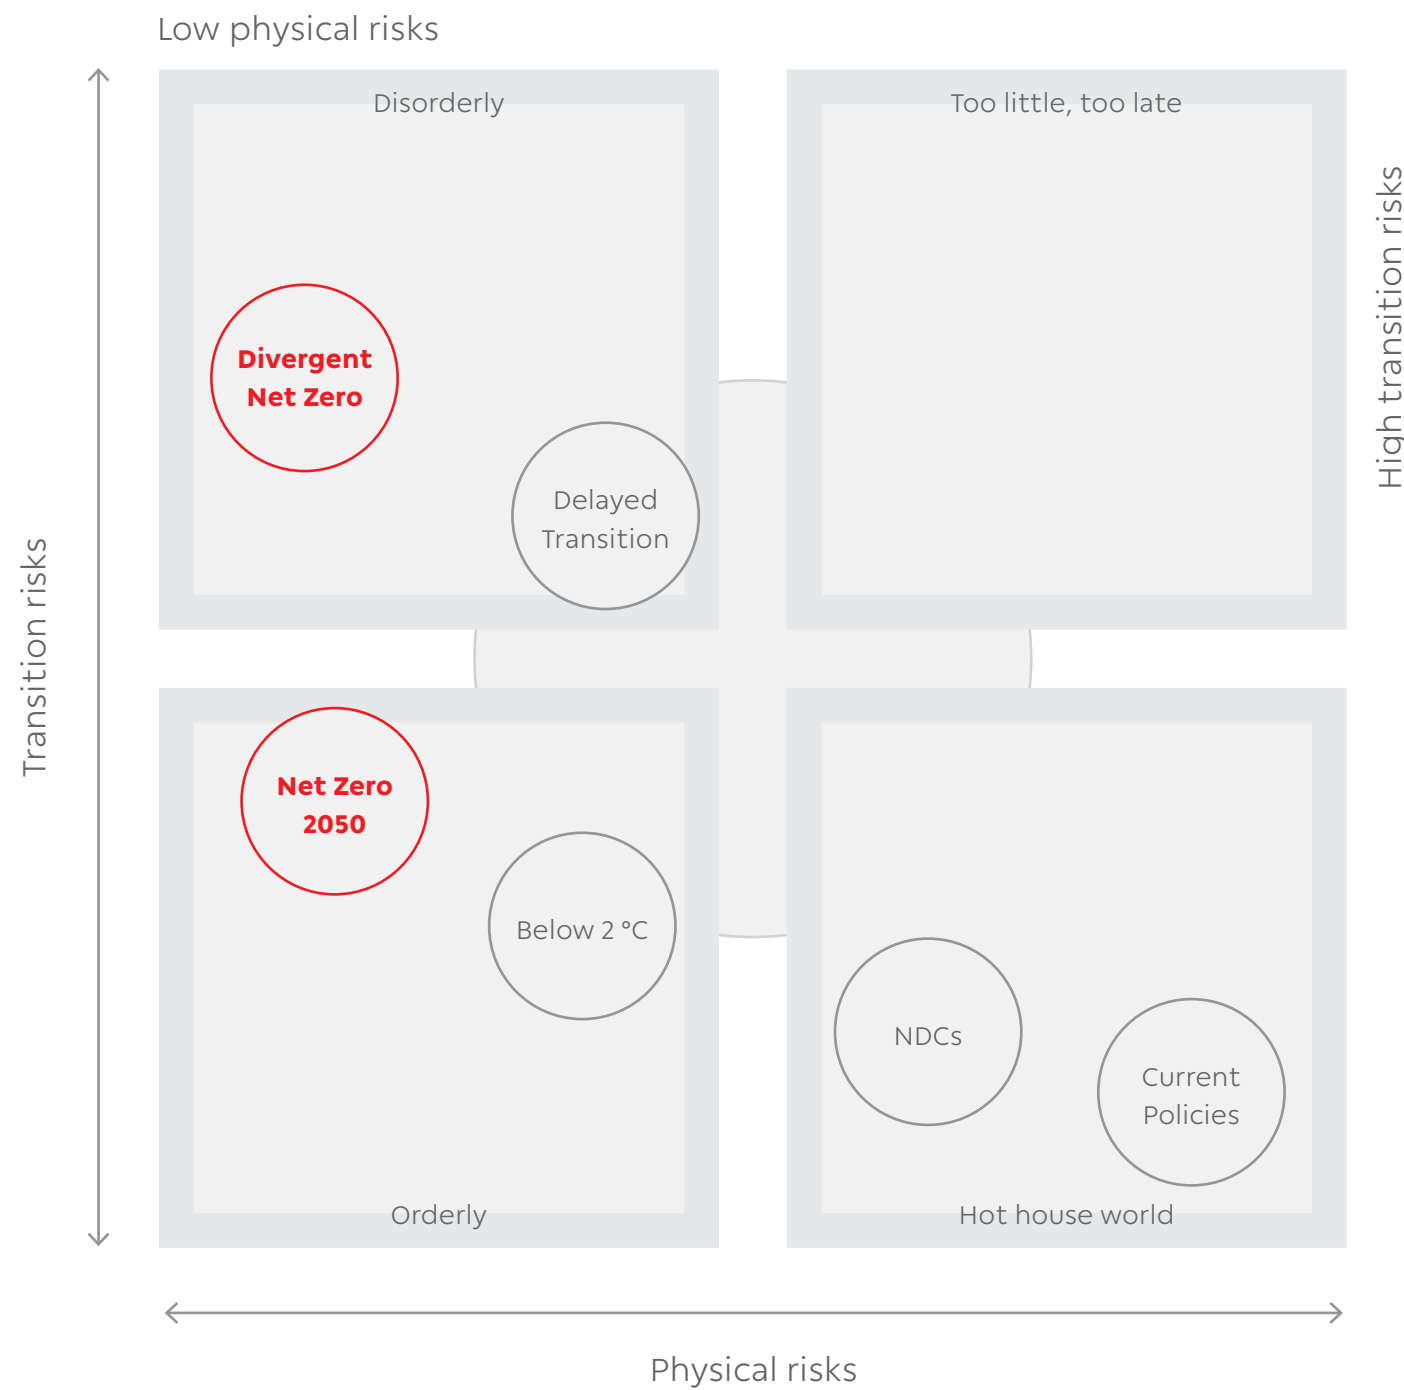 Low physical risks
Disorderly
Too little, too late
High transition risks
Divergent
Net Zero
Delayed
Transition
Transition risks
Net Zero
2050
Below 2 °C
NDCs
Current
Policies
Orderly
Hot house world
Physical risks